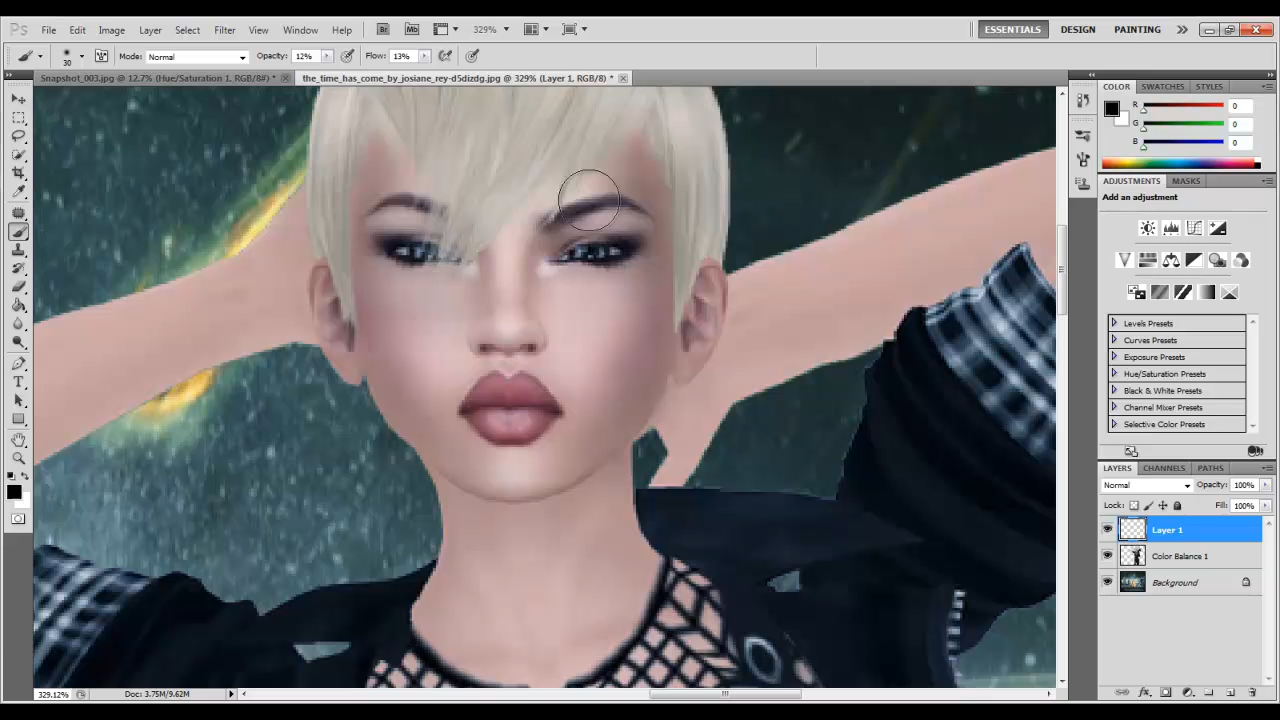 Ps File Edit Image Layer Select Filter View Window Help Br Mb 329% ESSENTIALS DESIGN PAINTING
30 Mode: Normal Opacity: 12% Flow: 13%
Snapshot_003.jpg @ 12.7% (Hue/Saturation 1, RGB/8#) * the_time_has_come_by_josiane_rey-d5dizdg.jpg @ 329% (Layer 1, RGB/8) *
COLOR SWATCHES STYLES
R 0
G 0
B 0
ADJUSTMENTS MASKS
Add an adjustment
Levels Presets
Curves Presets
Exposure Presets
Hue/Saturation Presets
Black & White Presets
Channel Mixer Presets
Selective Color Presets
LAYERS CHANNELS PATHS
Normal Opacity: 100%
Lock: Fill: 100%
Layer 1
Color Balance 1
Background
329.12% Doc: 3.75M/9.62M